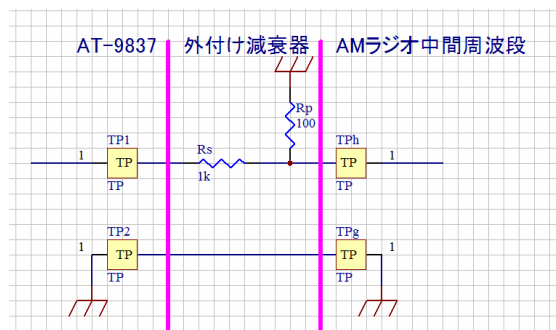 AT-9837 外付け減衰器 AMラジオ中間周波段
Rp
100
TP1
1 TP
TP
Rs
1k
TPh
TP 1
TP
TP2
1 TP
TP
TPg
TP 1
TP